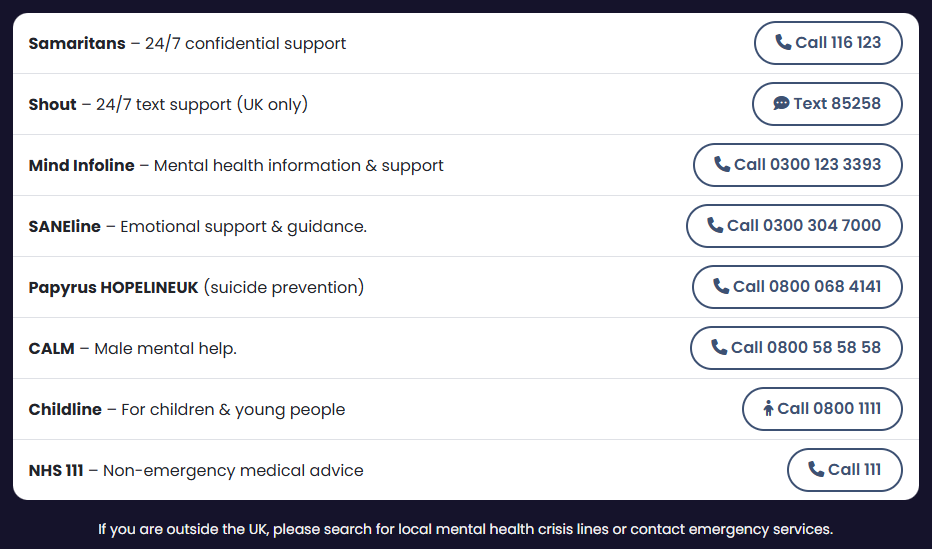 Samaritans – 24/7 confidential support Call 116 123
Shout – 24/7 text support (UK only) Text 85258
Mind Infoline – Mental health information & support Call 0300 123 3393
SANEline – Emotional support & guidance. Call 0300 304 7000
Papyrus HOPELINEUK (suicide prevention) Call 0800 068 4141
CALM – Male mental help. Call 0800 58 58 58
Childline – For children & young people Call 0800 1111
NHS 111 – Non-emergency medical advice Call 111
If you are outside the UK, please search for local mental health crisis lines or contact emergency services.